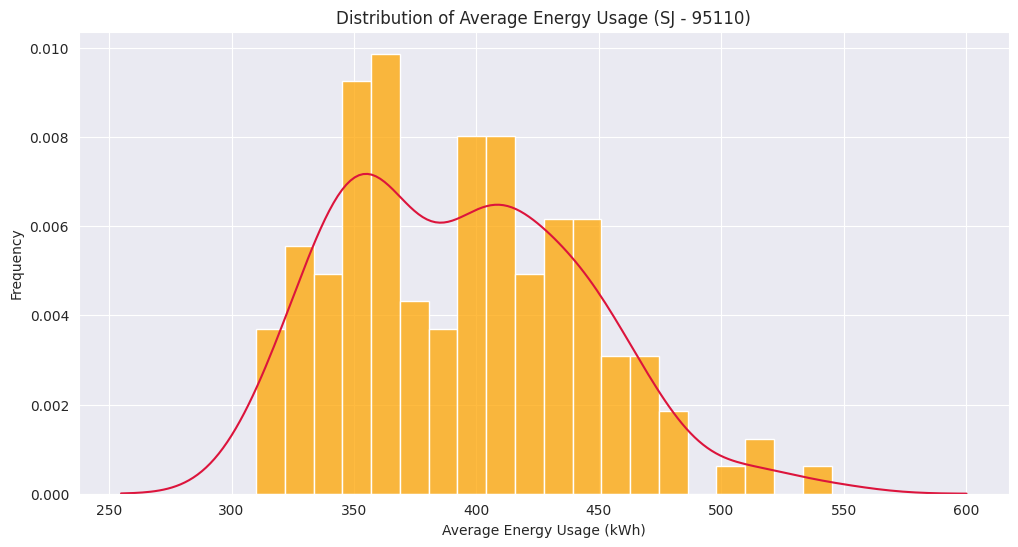 Distribution of Average Energy Usage (SJ - 95110)
0.010
0.008
0.006
0.004
0.002
0.000
Frequency
250 300 350 400 450 500 550 600
Average Energy Usage (kWh)